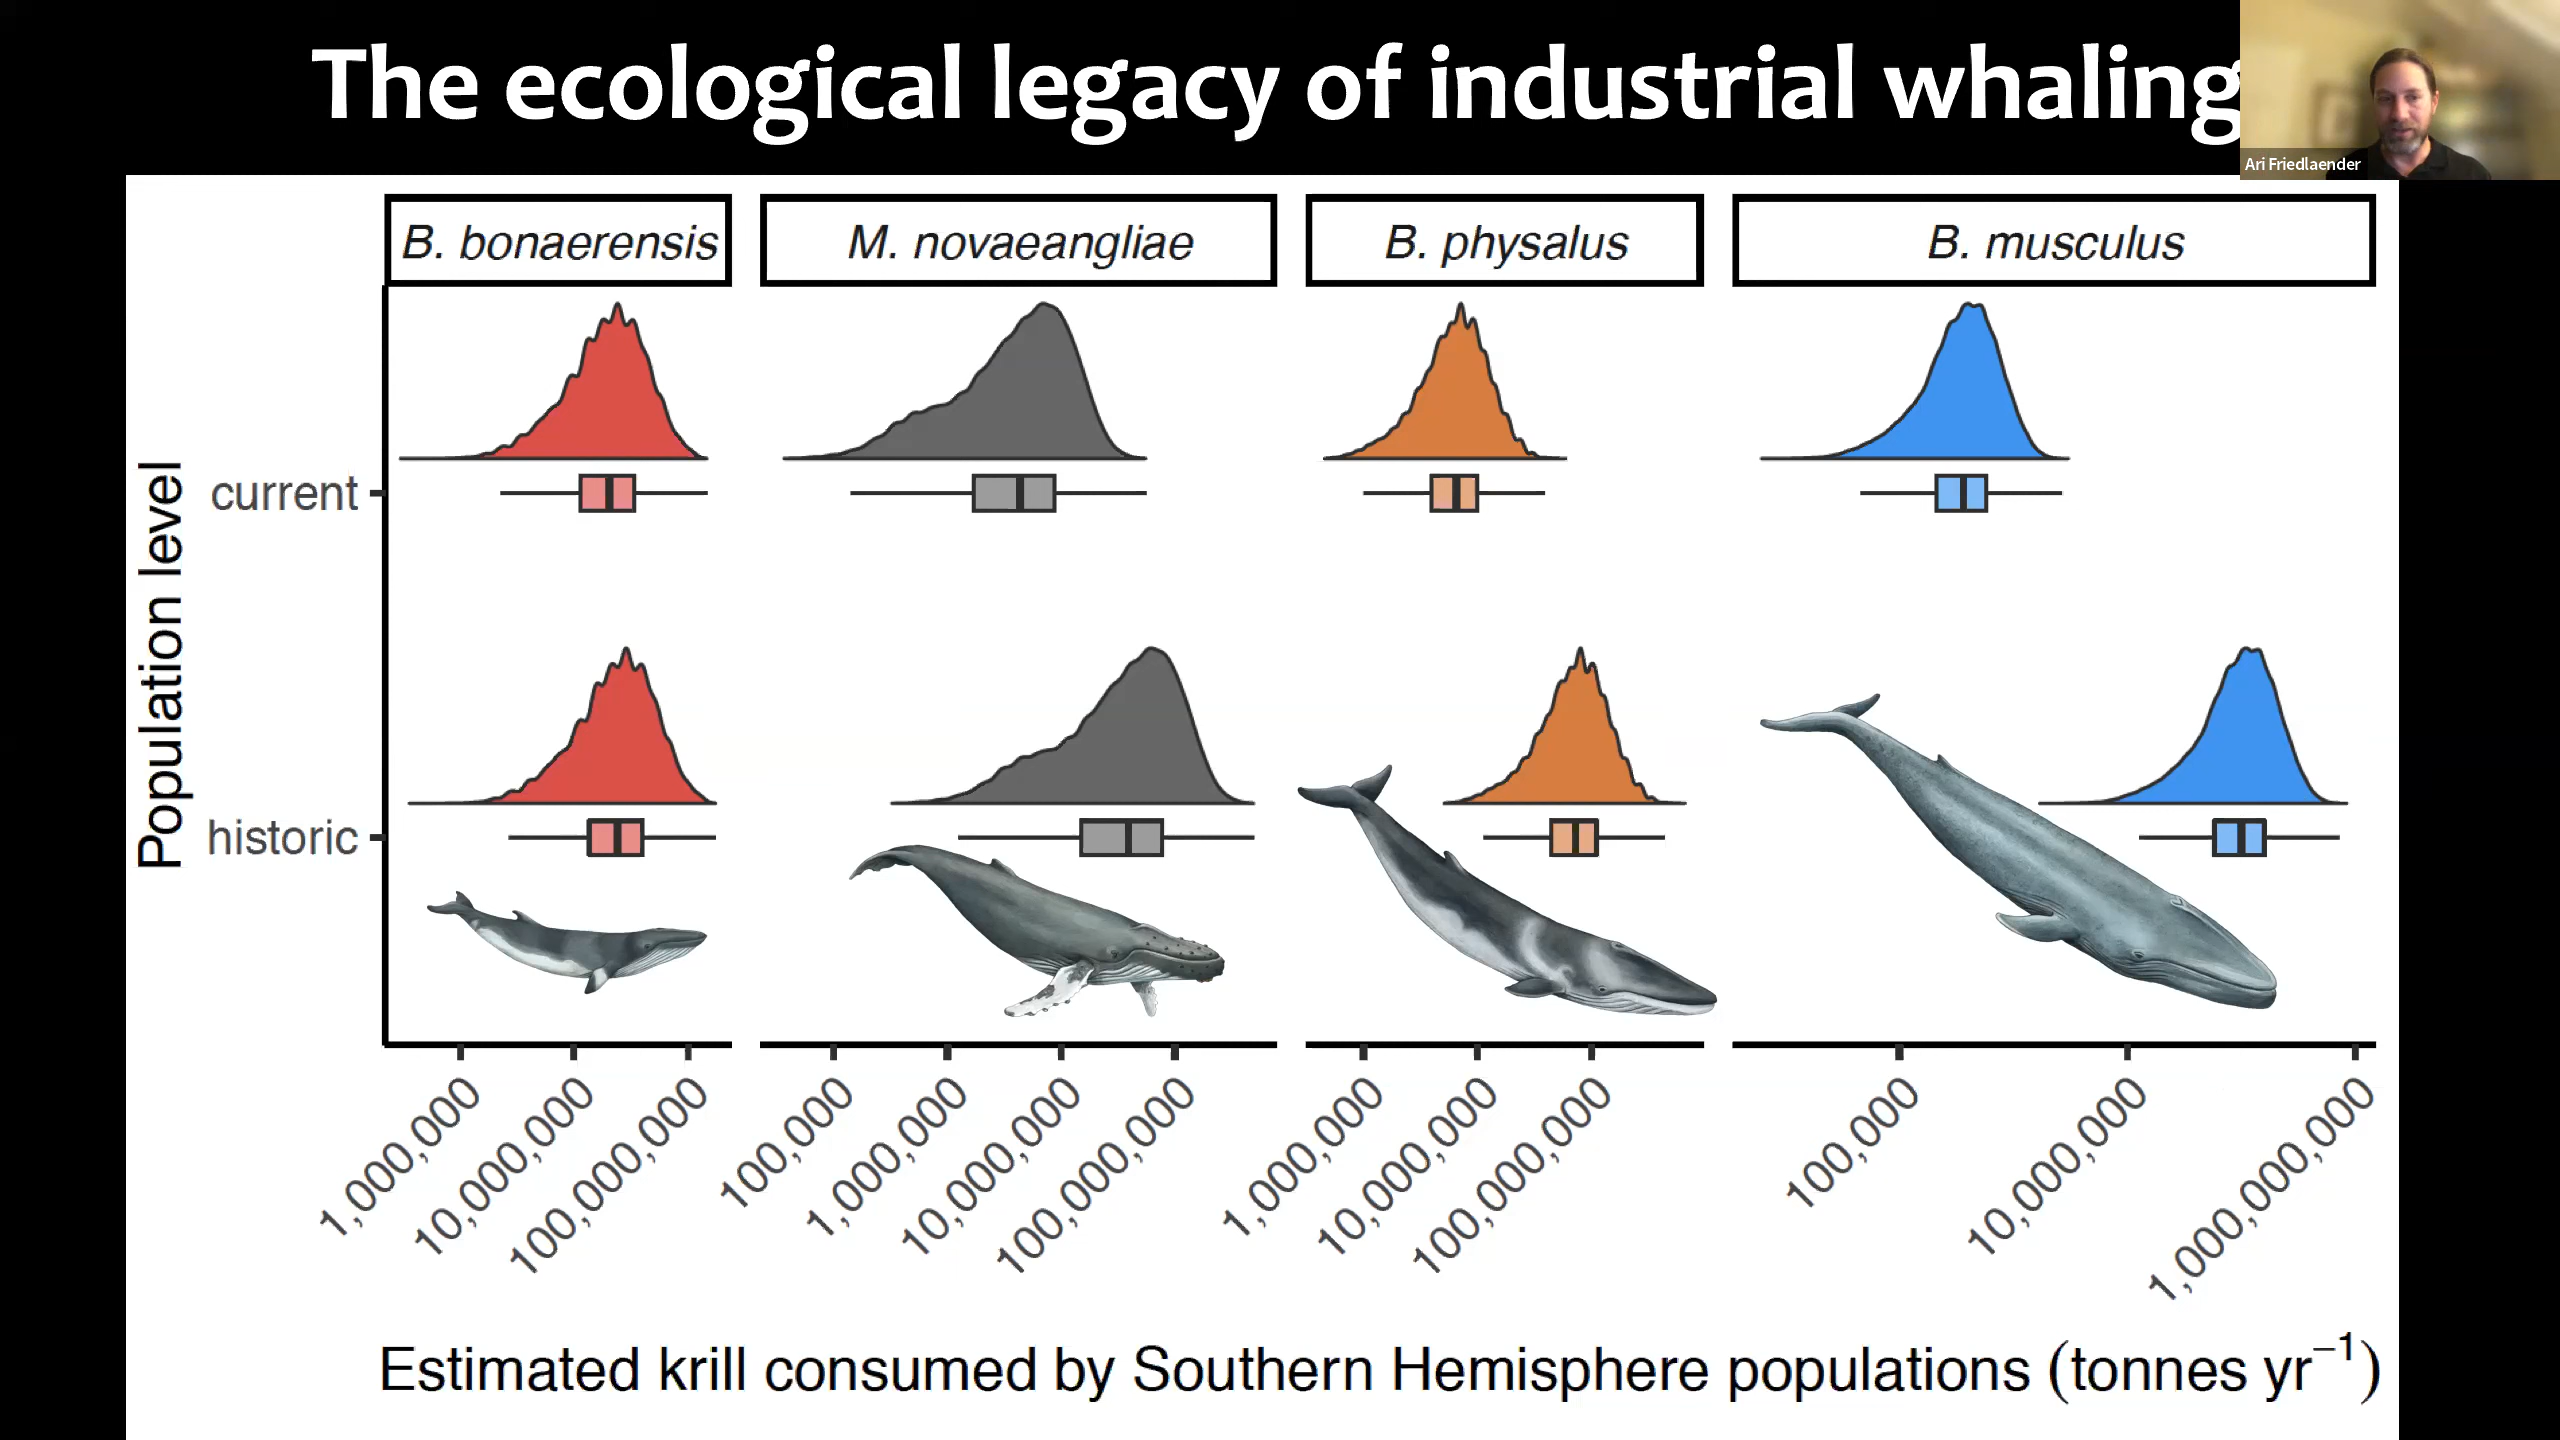 The ecological legacy of industrial whaling
Ari Friedlaender
B. bonaerensis
M. novaeangliae
B. physalus
B. musculus
Population level
current
historic
1,000,000
10,000,000
100,000,000
100,000
1,000,000
10,000,000
100,000,000
1,000,000
10,000,000
100,000,000
100,000
10,000,000
1,000,000,000
Estimated krill consumed by Southern Hemisphere populations (tonnes yr⁻¹)